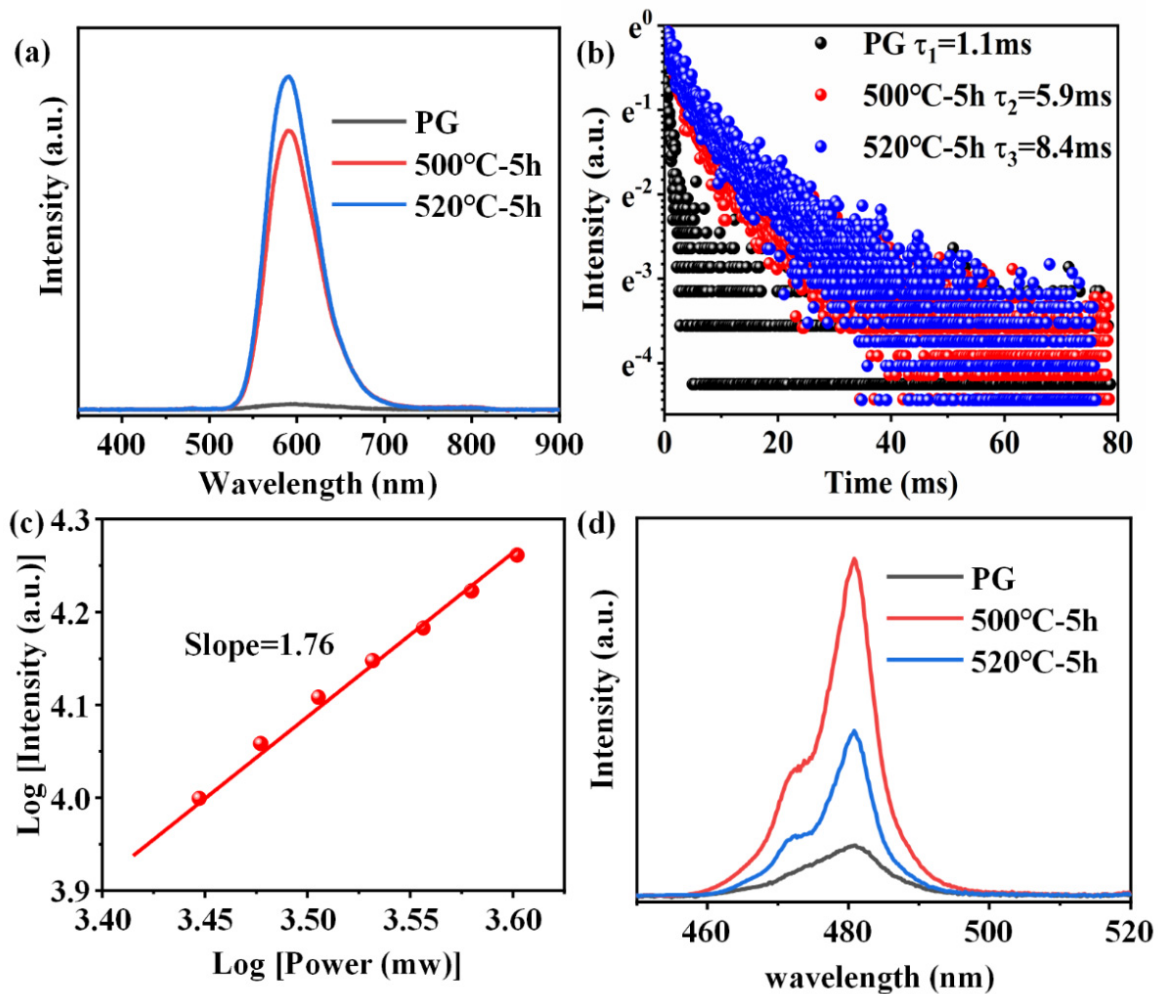 (a)
PG
500°C-5h
520°C-5h
Intensity (a.u.)
400 500 600 700 800 900
Wavelength (nm)
(b)
e⁰
e⁻¹
e⁻²
e⁻³
e⁻⁴
PG τ₁=1.1ms
500°C-5h τ₂=5.9ms
520°C-5h τ₃=8.4ms
Intensity (a.u.)
0 20 40 60 80
Time (ms)
(c)
4.3
4.2
4.1
4.0
3.9
Slope=1.76
Log [Intensity (a.u.)]
3.40 3.45 3.50 3.55 3.60
Log [Power (mw)]
(d)
PG
500°C-5h
520°C-5h
Intensity (a.u.)
460 480 500 520
wavelength (nm)